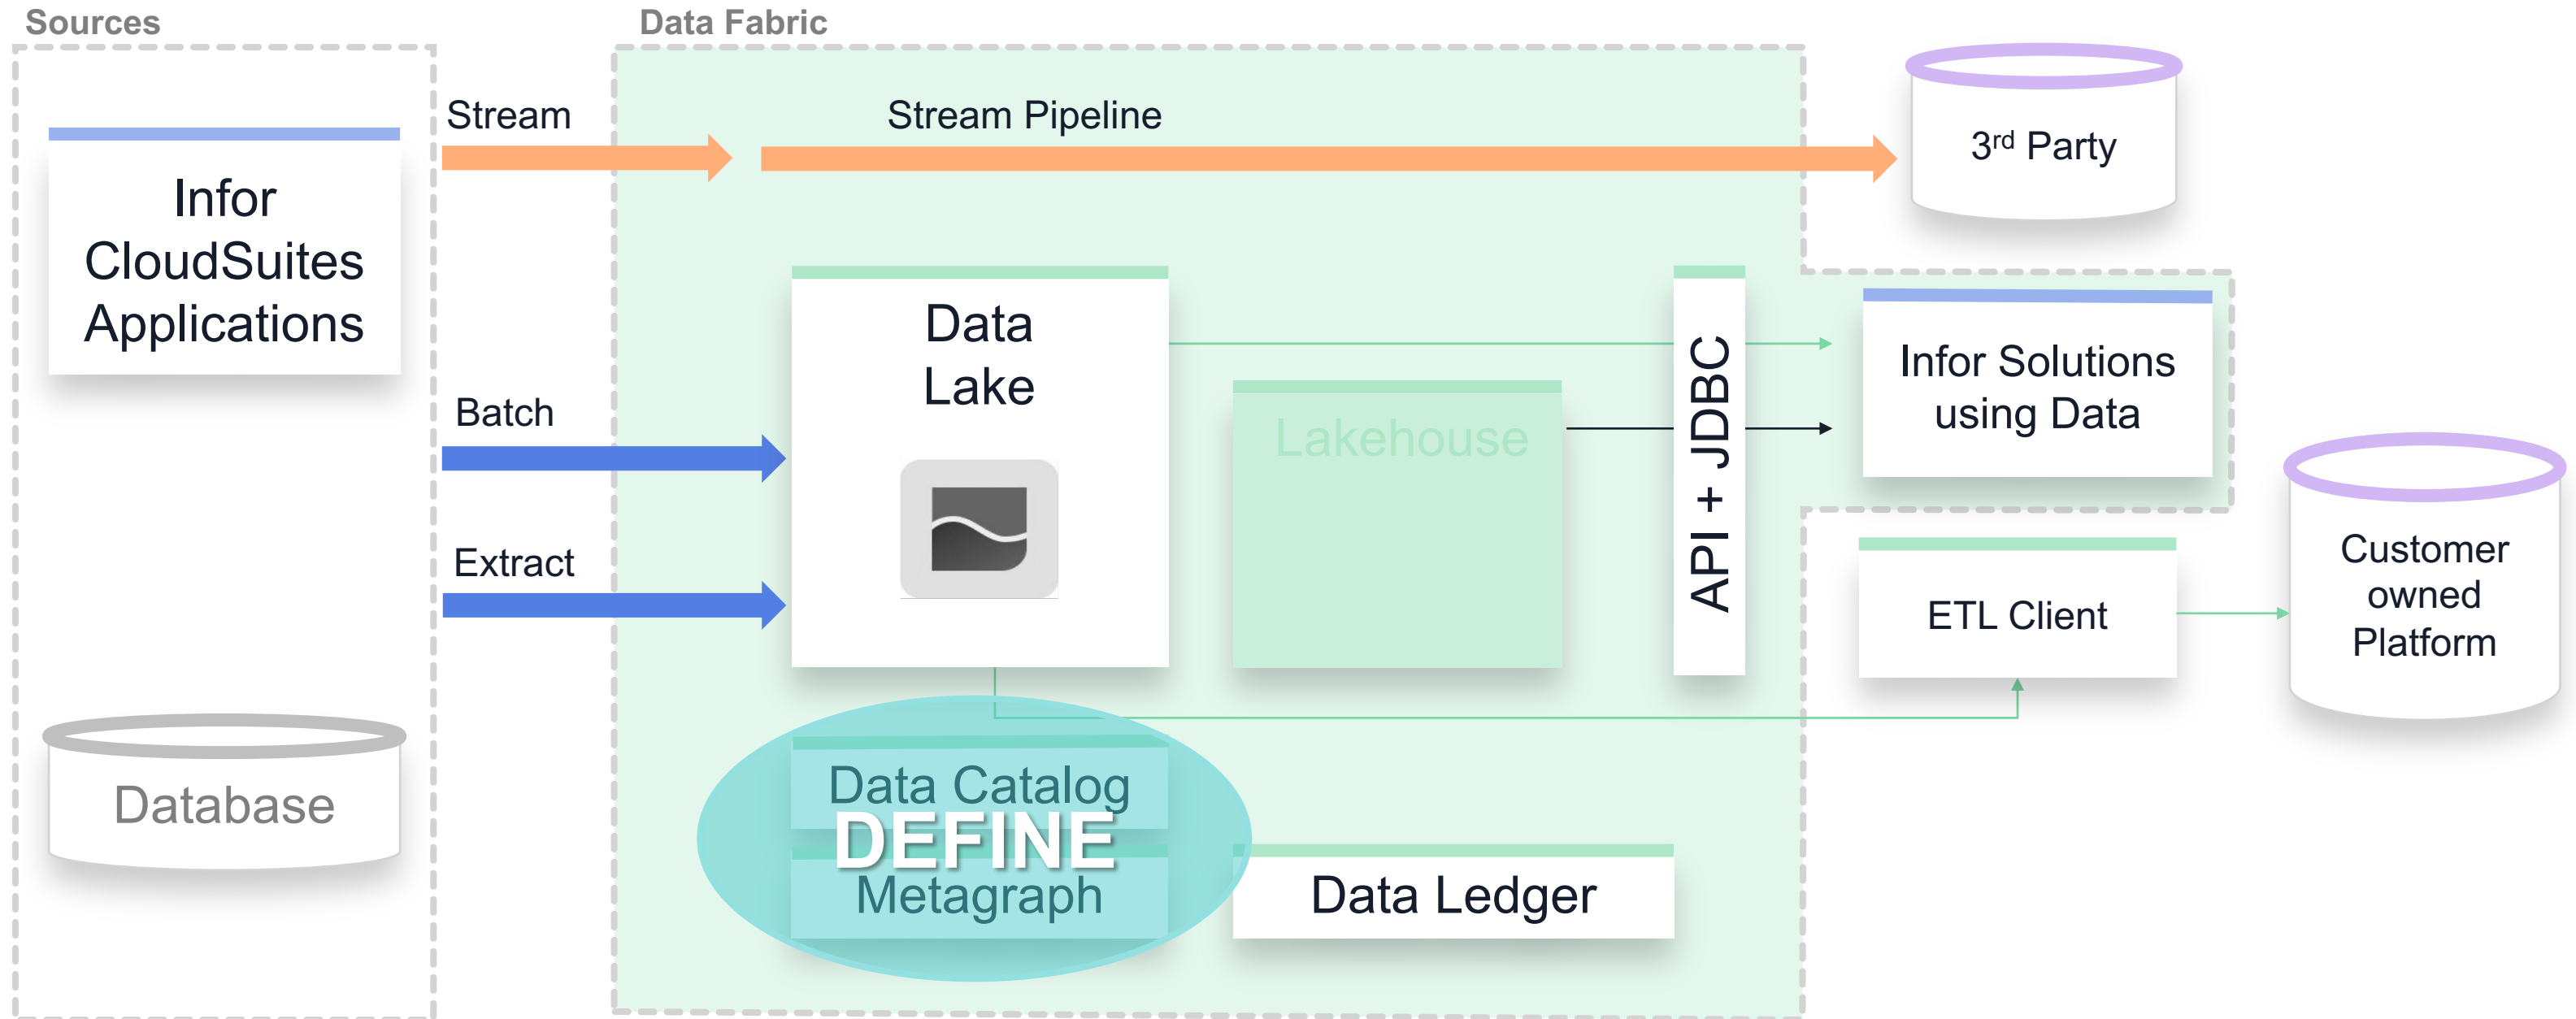 Sources
Data Fabric
Stream
Stream Pipeline
3rd Party
Infor
CloudSuites
Applications
Data
Lake
Lakehouse
API + JDBC
Infor Solutions
using Data
Batch
Extract
ETL Client
Customer
owned
Platform
Database
Data Catalog
DEFINE
Metagraph
Data Ledger